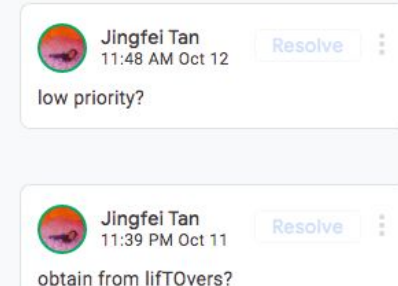 Jingfei Tan
11:48 AM Oct 12
Resolve
low priority?
Jingfei Tan
11:39 PM Oct 11
Resolve
obtain from lifTOvers?